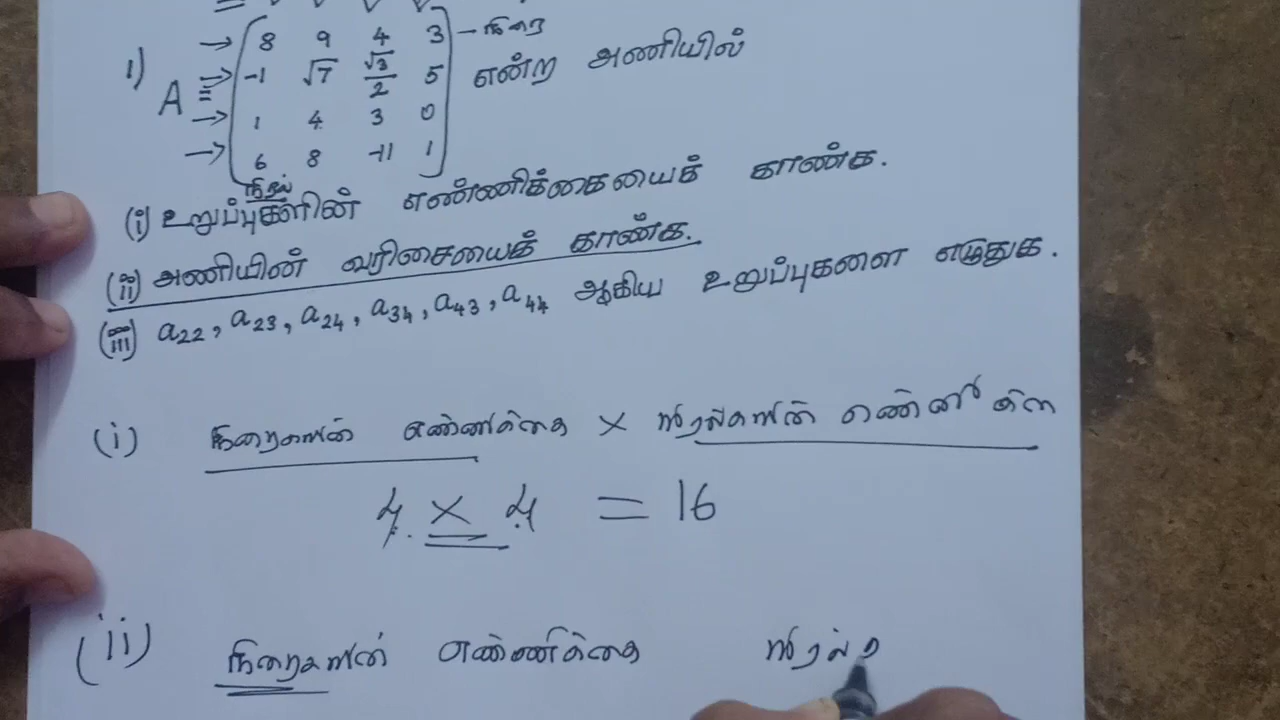 8 9 4 3 – நிரை
1) A = -1 √7 √3/2 5 என்ற அணியில்
1 4 3 0
6 8 -11 1
நிரல்
(i) உறுப்புகளின் எண்ணிக்கையைக் காண்க.
(ii) அணியின் வரிசையைக் காண்க.
(iii) a22, a23, a24, a34, a43, a44 ஆகிய உறுப்புகளை எழுதுக.
(i) நிரைகளின் எண்ணிக்கை × நிரல்களின் எண்ணிக்கை
4 × 4 = 16
(ii) நிரைகளின் எண்ணிக்கை நிரல்க